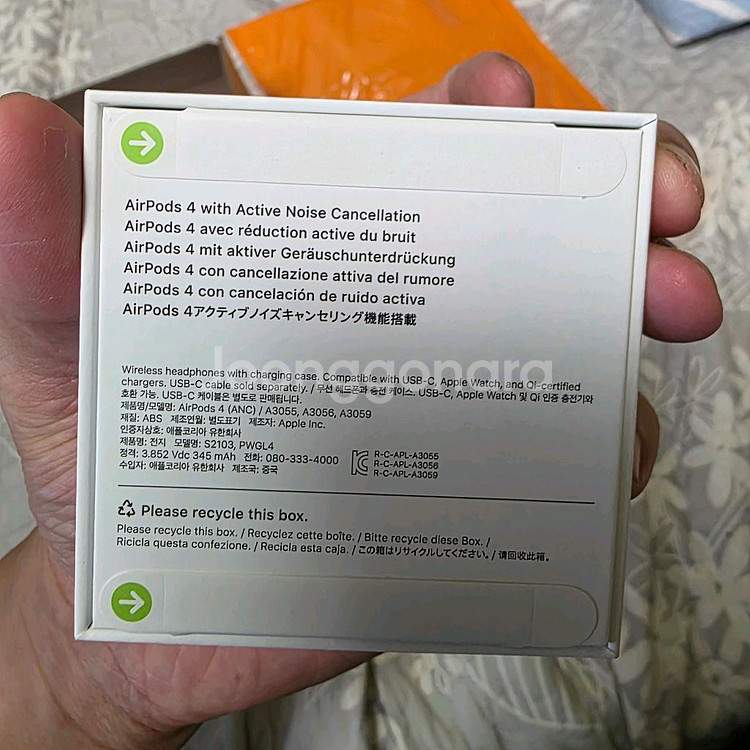 AirPods 4 with Active Noise Cancellation
AirPods 4 avec réduction active du bruit
AirPods 4 mit aktiver Geräuschunterdrückung
AirPods 4 con cancellazione attiva del rumore
AirPods 4 con cancelación de ruido activa
AirPods 4アクティブノイズキャンセリング機能搭載
joonggonara
Wireless headphones with charging case. Compatible with USB-C, Apple Watch, and Qi-certified
chargers. USB-C cable sold separately. / 무선 헤드폰과 충전 케이스. USB-C, Apple Watch 및 Qi 인증 충전기와
호환 가능. USB-C 케이블은 별도로 판매됩니다.
제품명/모델명: AirPods 4 (ANC) / A3055, A3056, A3059
재질: ABS 제조연월: 별도표기 제조자: Apple Inc.
인증자상호: 애플코리아 유한회사
제품명: 전지 모델명: S2103, PWGL4
정격: 3.852 Vdc 345 mAh 전화: 080-333-4000
수입자: 애플코리아 유한회사 제조국: 중국
R-C-APL-A3055
R-C-APL-A3056
R-C-APL-A3059
Please recycle this box.
Please recycle this box. / Recyclez cette boîte. / Bitte recycle diese Box. /
Ricicla questa confezione. / Recicla esta caja. / この箱はリサイクルしてください。 / 请回收此箱。